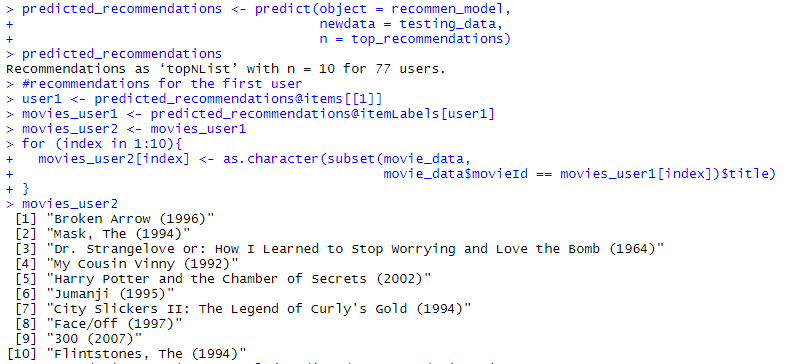 > predicted_recommendations <- predict(object = recommen_model,
+ newdata = testing_data,
+ n = top_recommendations)
> predicted_recommendations
Recommendations as ‘topNList’ with n = 10 for 77 users.
> #recommendations for the first user
> user1 <- predicted_recommendations@items[[1]]
> movies_user1 <- predicted_recommendations@itemLabels[user1]
> movies_user2 <- movies_user1
> for (index in 1:10){
+ movies_user2[index] <- as.character(subset(movie_data,
+ movie_data$movieId == movies_user1[index])$title)
+ }
> movies_user2
[1] "Broken Arrow (1996)"
[2] "Mask, The (1994)"
[3] "Dr. Strangelove or: How I Learned to Stop Worrying and Love the Bomb (1964)"
[4] "My Cousin Vinny (1992)"
[5] "Harry Potter and the Chamber of Secrets (2002)"
[6] "Jumanji (1995)"
[7] "City Slickers II: The Legend of Curly's Gold (1994)"
[8] "Face/Off (1997)"
[9] "300 (2007)"
[10] "Flintstones, The (1994)"